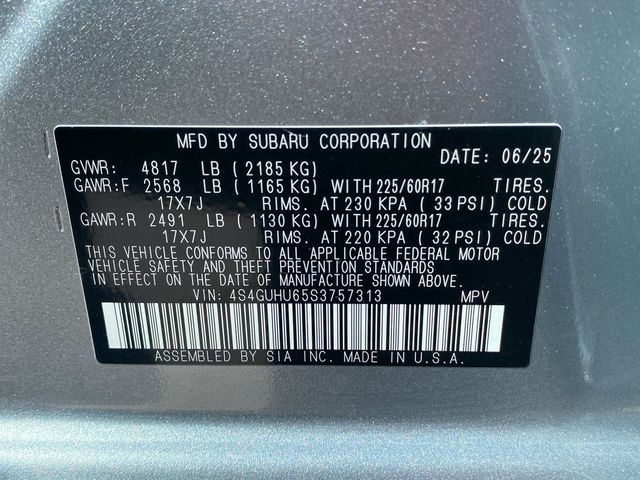 MFD BY SUBARU CORPORATION
DATE: 06/25
GVWR: 4817 LB ( 2185 KG)
GAWR:F 2568 LB ( 1165 KG) WITH 225/60R17 TIRES.
17X7J RIMS. AT 230 KPA ( 33 PSI) COLD
GAWR:R 2491 LB ( 1130 KG) WITH 225/60R17 TIRES.
17X7J RIMS. AT 220 KPA ( 32 PSI) COLD
THIS VEHICLE CONFORMS TO ALL APPLICABLE FEDERAL MOTOR
VEHICLE SAFETY AND THEFT PREVENTION STANDARDS
IN EFFECT ON THE DATE OF MANUFACTURE SHOWN ABOVE.
VIN: 4S4GUHU65S3757313 MPV
ASSEMBLED BY SIA INC. MADE IN U.S.A.